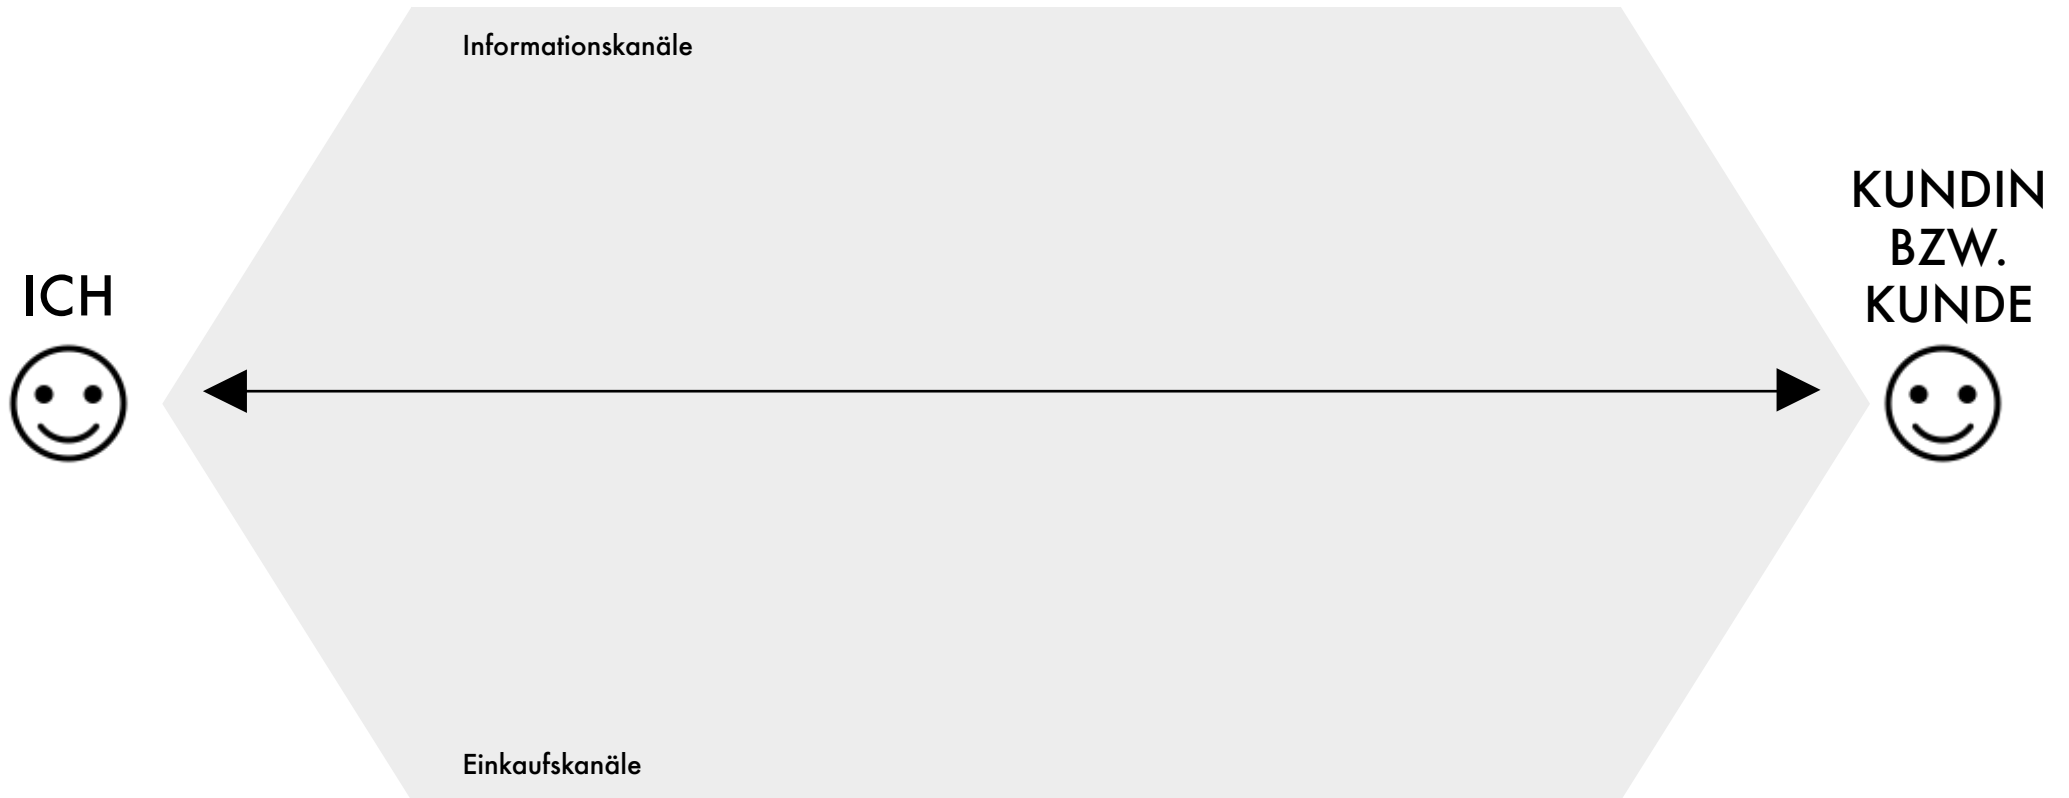 Informationskanäle
KUNDIN
BZW.
KUNDE
ICH
Einkaufskanäle